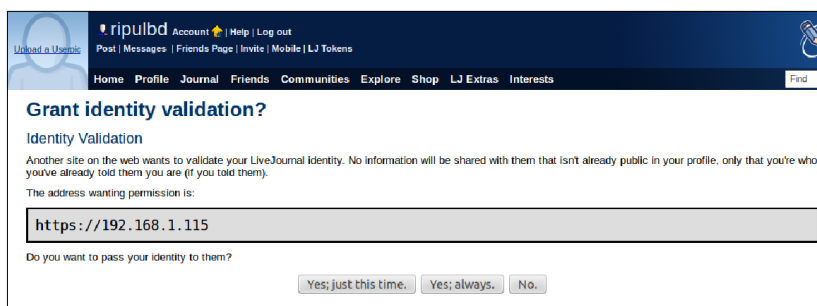 ripulbd Account | Help | Log out
Upload a Userpic
Post | Messages | Friends Page | Invite | Mobile | LJ Tokens
Home Profile Journal Friends Communities Explore Shop LJ Extras Interests
Find
Grant identity validation?
Identity Validation
Another site on the web wants to validate your LiveJournal identity. No information will be shared with them that isn't already public in your profile, only that you're who
you've already told them you are (if you told them).
The address wanting permission is:
https://192.168.1.115
Do you want to pass your identity to them?
Yes; just this time. Yes; always. No.